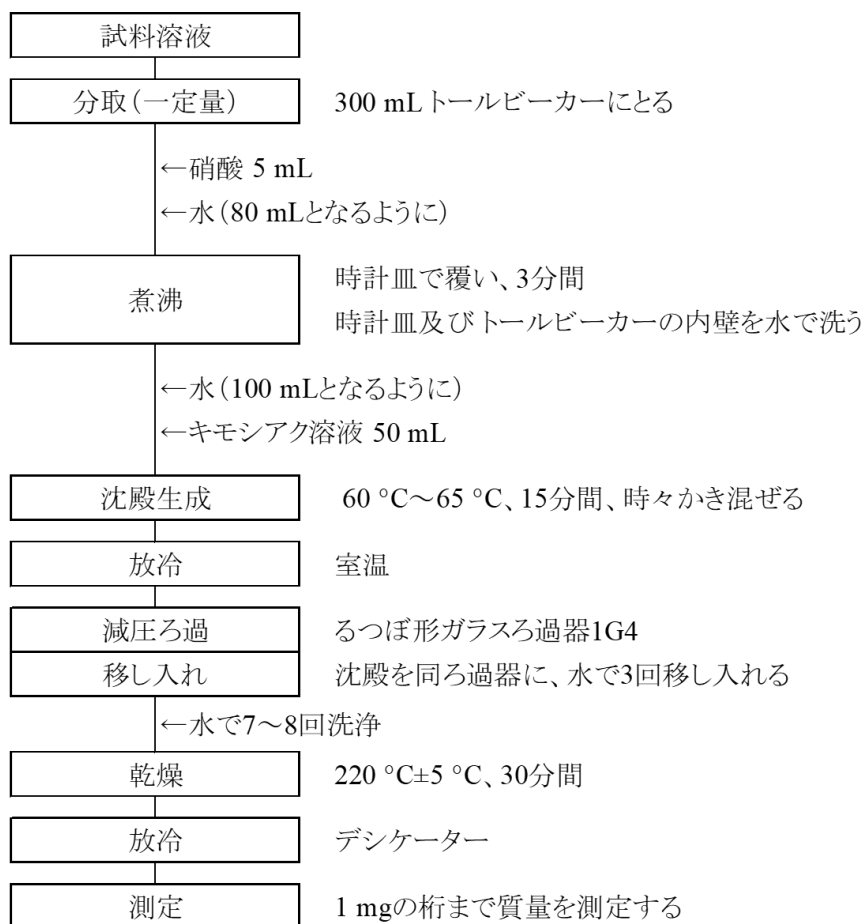 試料溶液
分取(一定量) 300 mLトールビーカーにとる
←硝酸 5 mL
←水(80 mLとなるように)
時計皿で覆い、3分間
煮沸
時計皿及びトールビーカーの内壁を水で洗う
←水(100 mLとなるように)
←キモシアク溶液 50 mL
沈殿生成 60 °C～65 °C、15分間、時々かき混ぜる
放冷 室温
減圧ろ過 るつぼ形ガラスろ過器1G4
移し入れ 沈殿を同ろ過器に、水で3回移し入れる
←水で7～8回洗浄
乾燥 220 °C±5 °C、30分間
放冷 デシケーター
測定 1 mgの桁まで質量を測定する